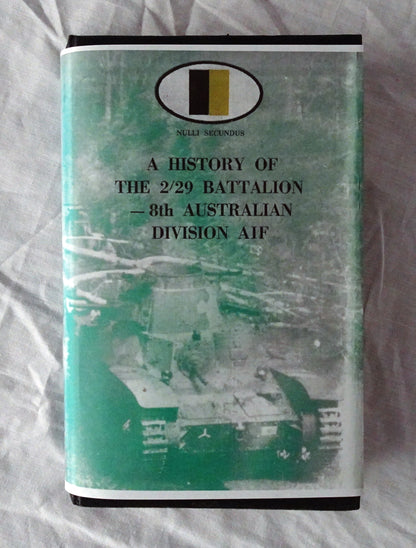 NULLI SECUNDUS
A HISTORY OF
THE 2/29 BATTALION
— 8th AUSTRALIAN
DIVISION AIF